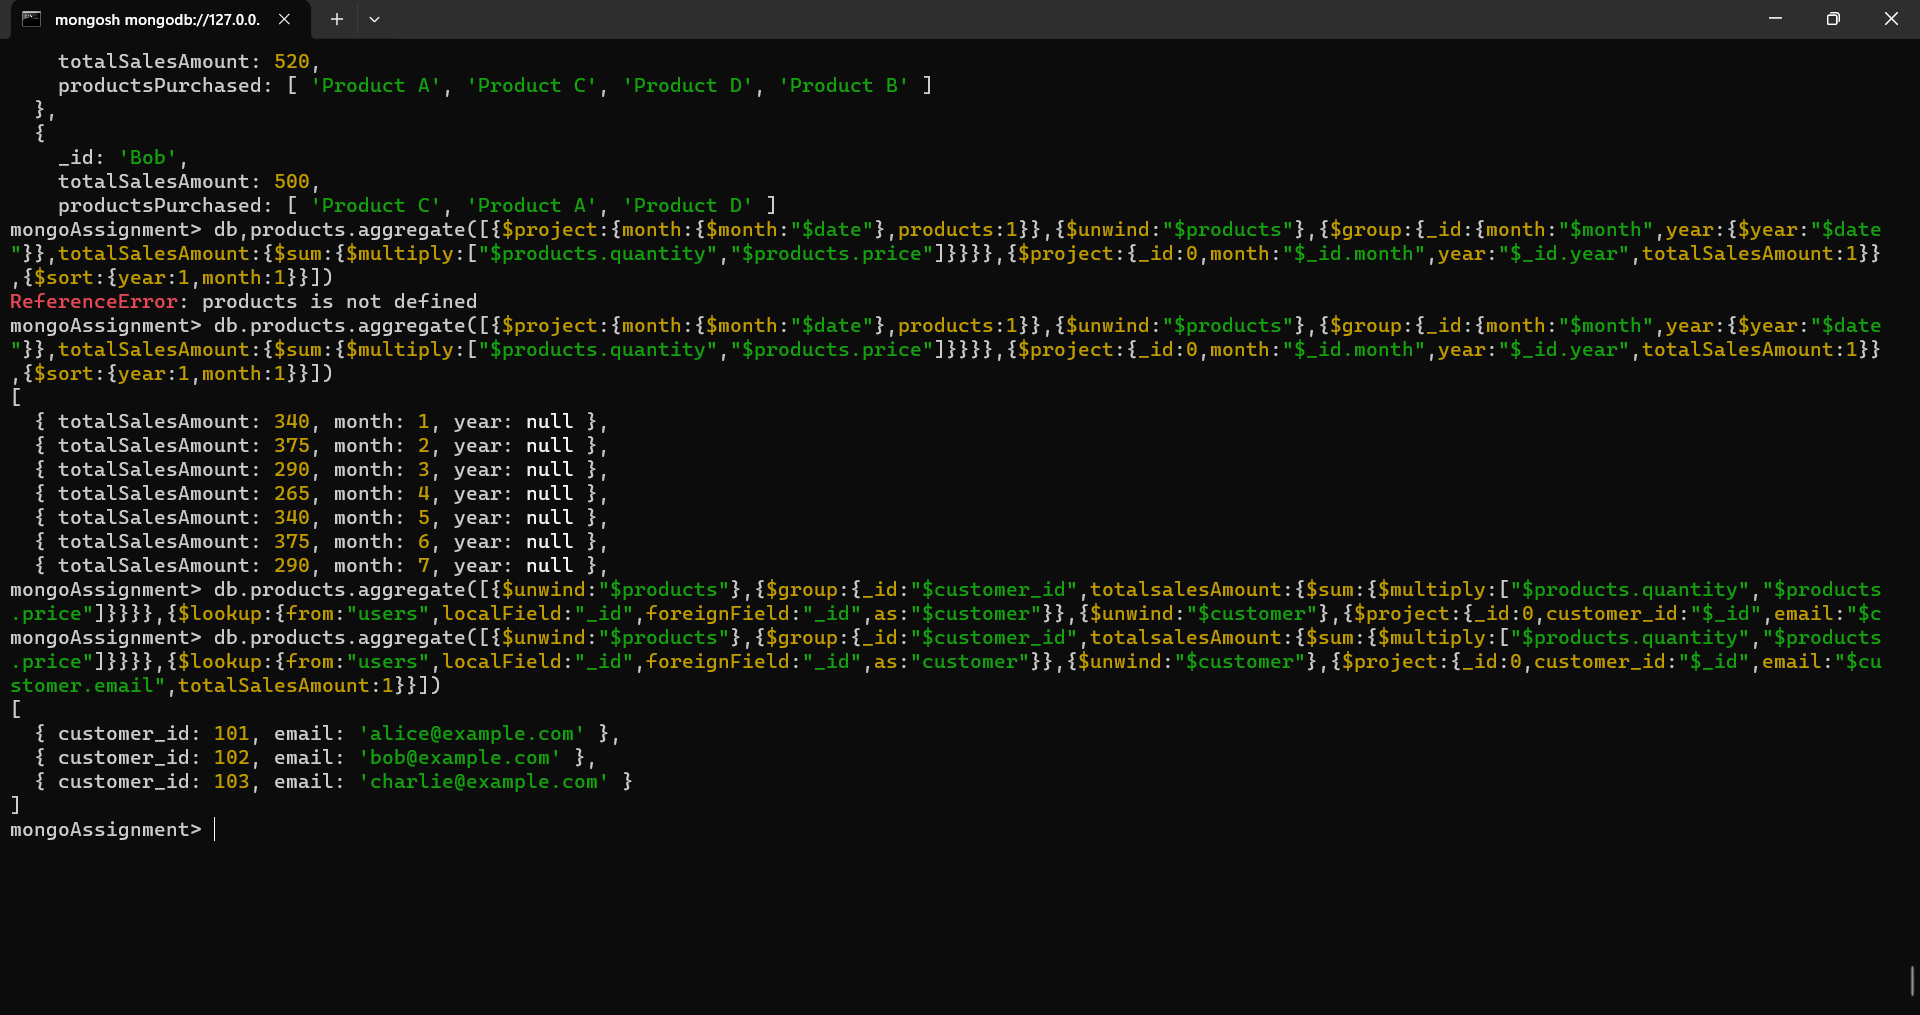 mongosh mongodb://127.0.0.
    totalSalesAmount: 520,
    productsPurchased: [ 'Product A', 'Product C', 'Product D', 'Product B' ]
  },
  {
    _id: 'Bob',
    totalSalesAmount: 500,
    productsPurchased: [ 'Product C', 'Product A', 'Product D' ]
mongoAssignment> db,products.aggregate([{$project:{month:{$month:"$date"},products:1}},{$unwind:"$products"},{$group:{_id:{month:"$month",year:{$year:"$date
"}},totalSalesAmount:{$sum:{$multiply:["$products.quantity","$products.price"]}}}},{$project:{_id:0,month:"$_id.month",year:"$_id.year",totalSalesAmount:1}}
,{$sort:{year:1,month:1}}])
ReferenceError: products is not defined
mongoAssignment> db.products.aggregate([{$project:{month:{$month:"$date"},products:1}},{$unwind:"$products"},{$group:{_id:{month:"$month",year:{$year:"$date
"}},totalSalesAmount:{$sum:{$multiply:["$products.quantity","$products.price"]}}}},{$project:{_id:0,month:"$_id.month",year:"$_id.year",totalSalesAmount:1}}
,{$sort:{year:1,month:1}}])
[
  { totalSalesAmount: 340, month: 1, year: null },
  { totalSalesAmount: 375, month: 2, year: null },
  { totalSalesAmount: 290, month: 3, year: null },
  { totalSalesAmount: 265, month: 4, year: null },
  { totalSalesAmount: 340, month: 5, year: null },
  { totalSalesAmount: 375, month: 6, year: null },
  { totalSalesAmount: 290, month: 7, year: null },
mongoAssignment> db.products.aggregate([{$unwind:"$products"},{$group:{_id:"$customer_id",totalsalesAmount:{$sum:{$multiply:["$products.quantity","$products
.price"]}}}},{$lookup:{from:"users",localField:"_id",foreignField:"_id",as:"$customer"}},{$unwind:"$customer"},{$project:{_id:0,customer_id:"$_id",email:"$c
mongoAssignment> db.products.aggregate([{$unwind:"$products"},{$group:{_id:"$customer_id",totalsalesAmount:{$sum:{$multiply:["$products.quantity","$products
.price"]}}}},{$lookup:{from:"users",localField:"_id",foreignField:"_id",as:"customer"}},{$unwind:"$customer"},{$project:{_id:0,customer_id:"$_id",email:"$cu
stomer.email",totalSalesAmount:1}}])
[
  { customer_id: 101, email: 'alice@example.com' },
  { customer_id: 102, email: 'bob@example.com' },
  { customer_id: 103, email: 'charlie@example.com' }
]
mongoAssignment>